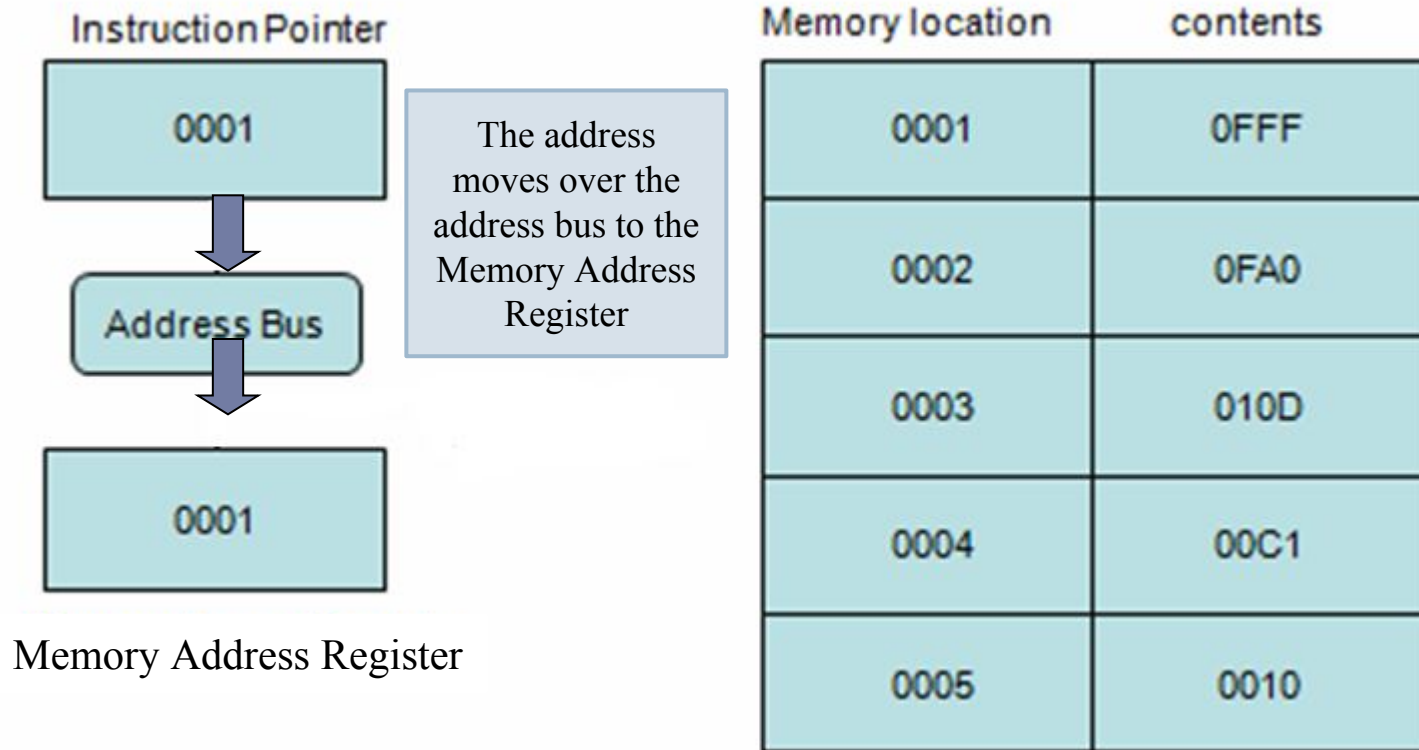 Instruction Pointer
0001
Address Bus
0001
Memory Address Register
The address
moves over the
address bus to the
Memory Address
Register
Memory location contents
0001 0FFF
0002 0FA0
0003 010D
0004 00C1
0005 0010